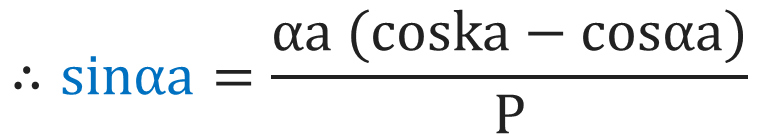 ∴ sinαa = αa (coska − cosαa) / P